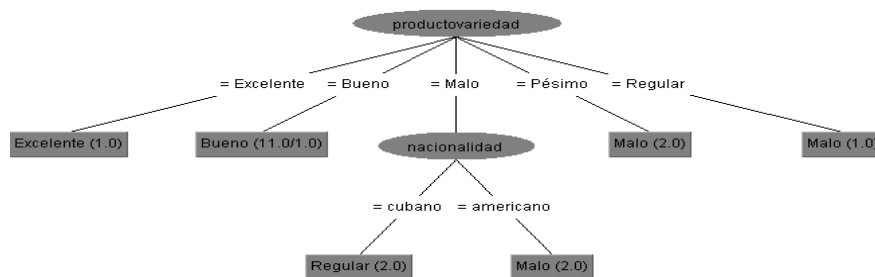 productovariedad
= Excelente = Bueno = Malo = Pésimo = Regular
Excelente (1.0) Bueno (11.0/1.0) nacionalidad Malo (2.0) Malo (1.0)
= cubano = americano
Regular (2.0) Malo (2.0)